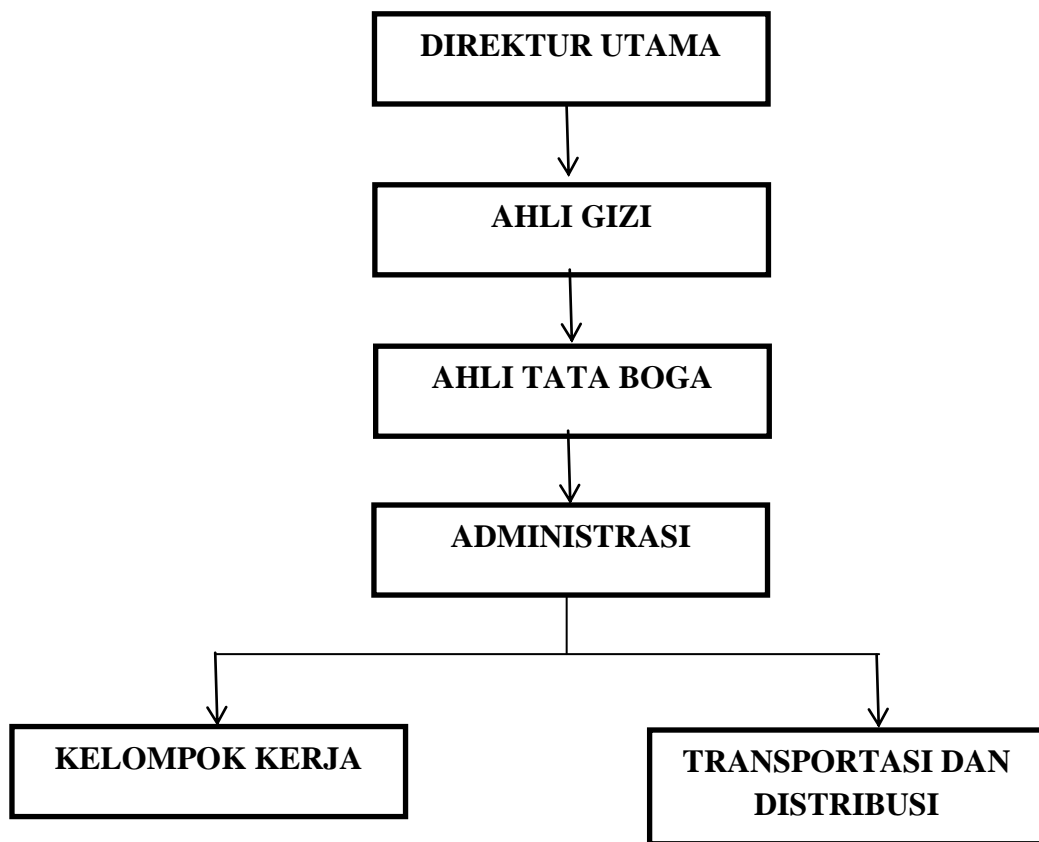 DIREKTUR UTAMA
AHLI GIZI
AHLI TATA BOGA
ADMINISTRASI
KELOMPOK KERJA
TRANSPORTASI DAN
DISTRIBUSI